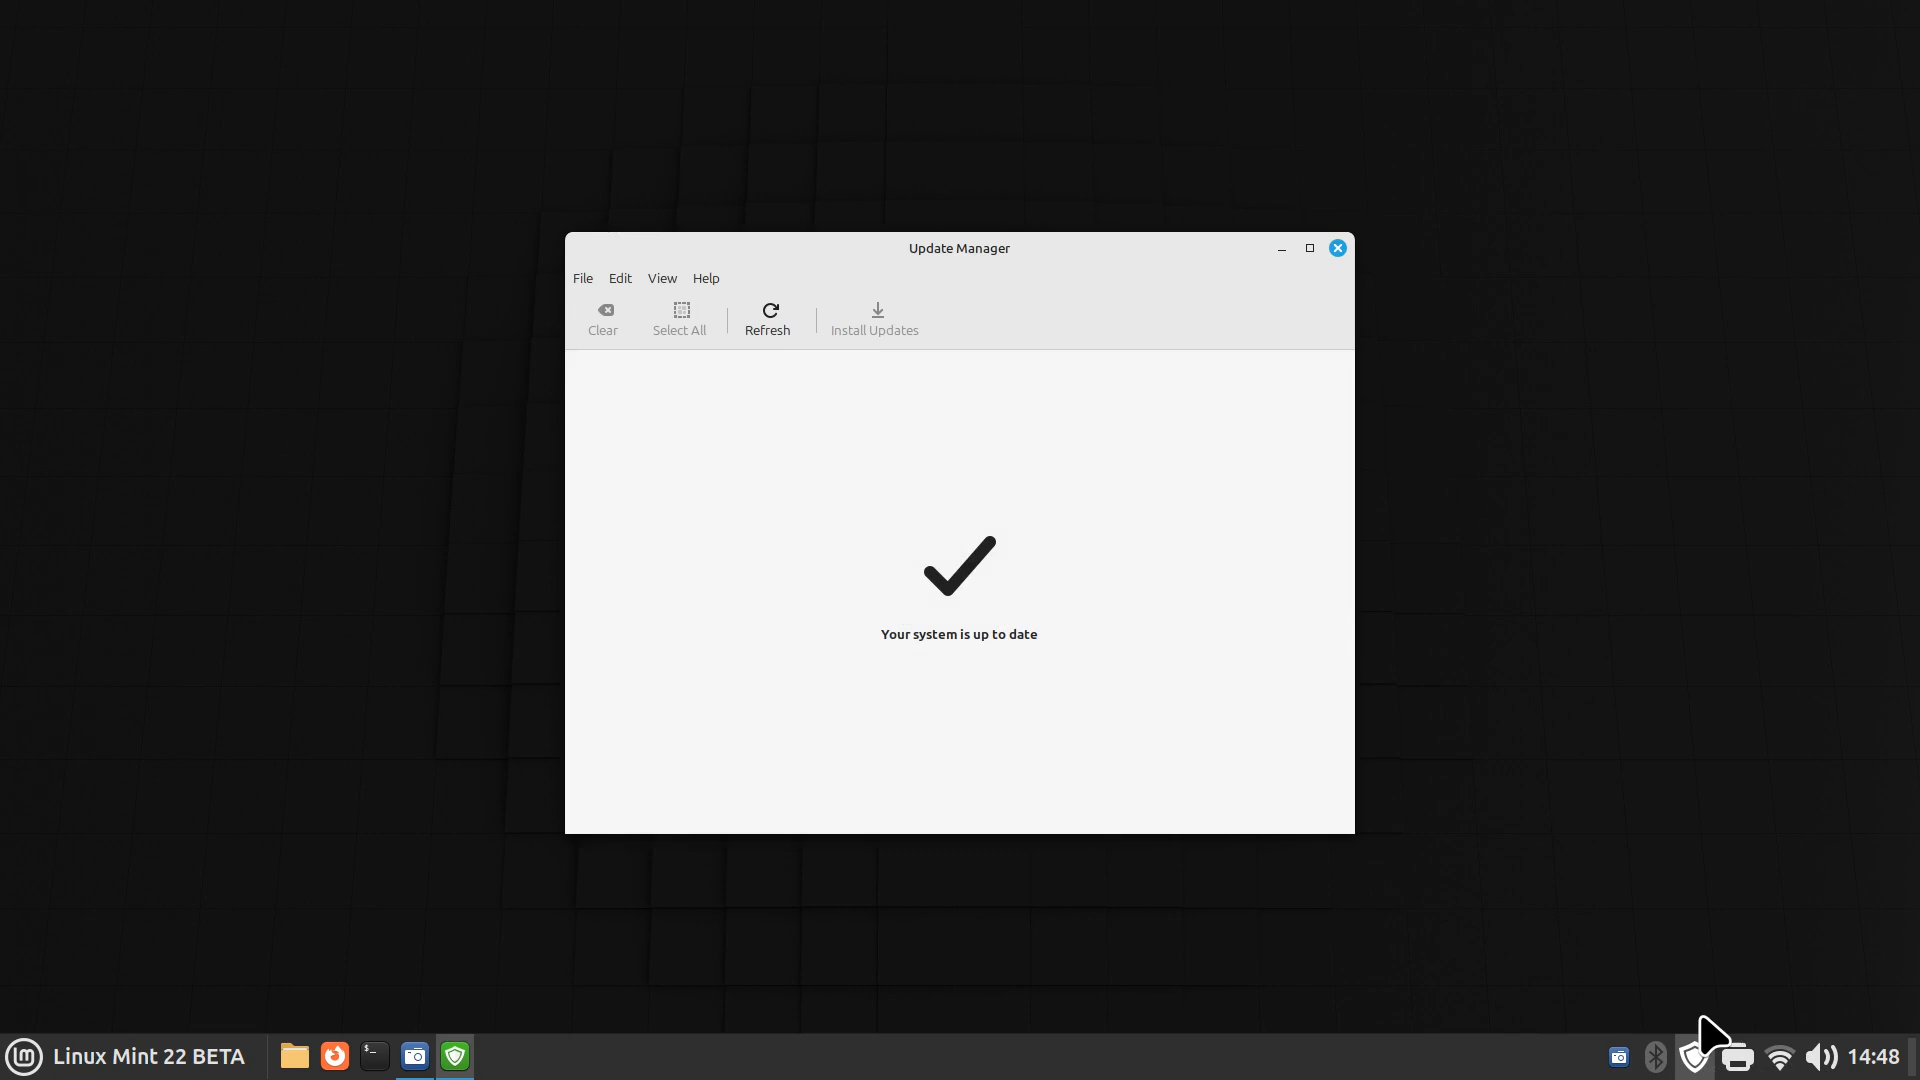 Update Manager
File Edit View Help
Clear Select All Refresh Install Updates
Your system is up to date
Linux Mint 22 BETA
$_
14:48